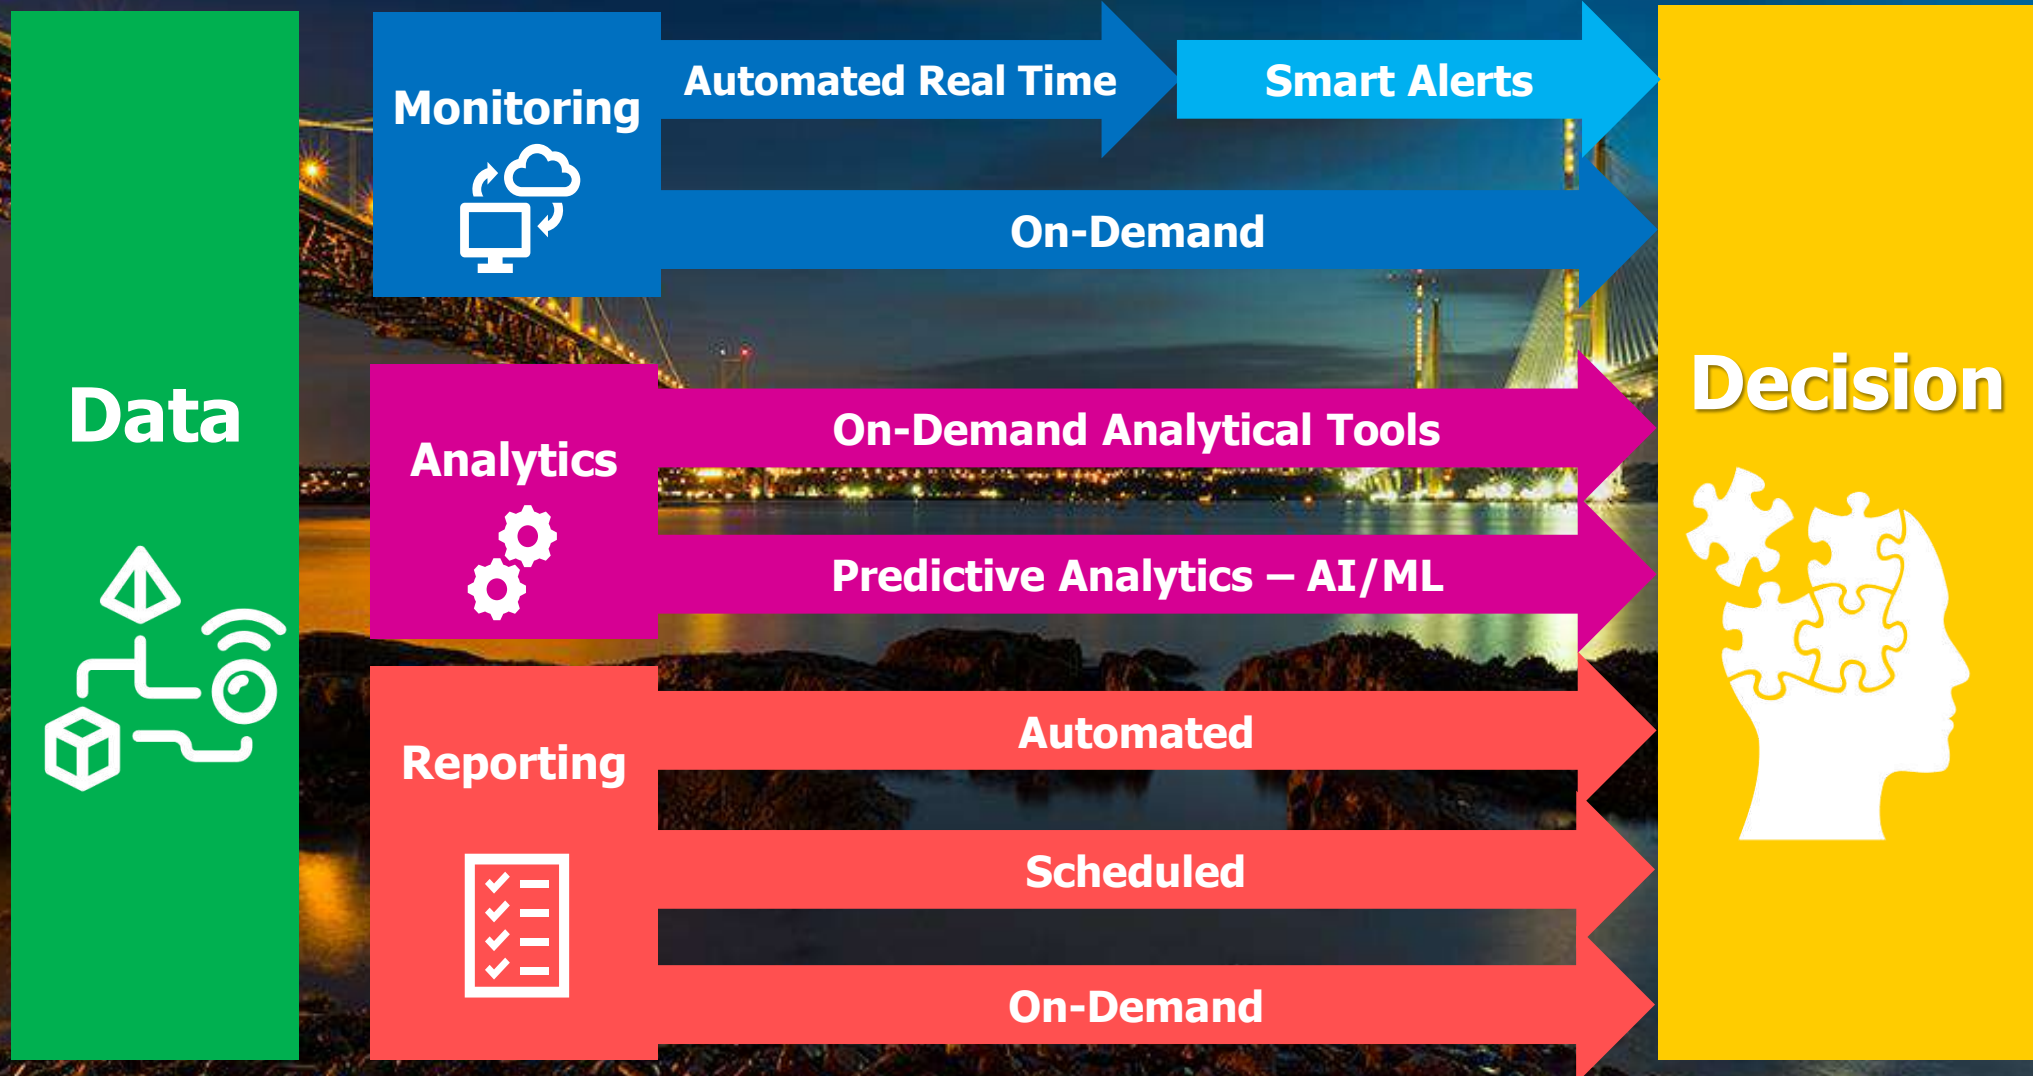 Data
Monitoring
Automated Real Time
Smart Alerts
On-Demand
Analytics
On-Demand Analytical Tools
Predictive Analytics – AI/ML
Reporting
Automated
Scheduled
On-Demand
Decision